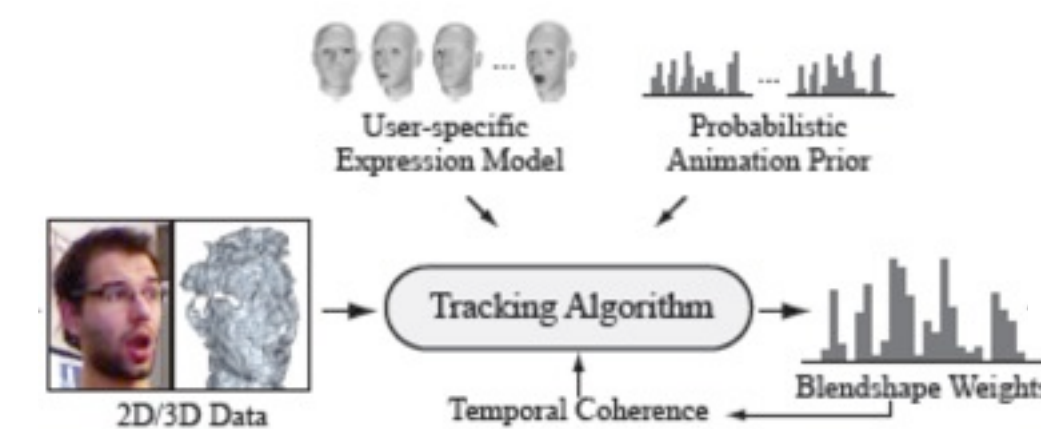 User-specific
Expression Model
Probabilistic
Animation Prior
Tracking Algorithm
2D/3D Data
Temporal Coherence
Blendshape Weights